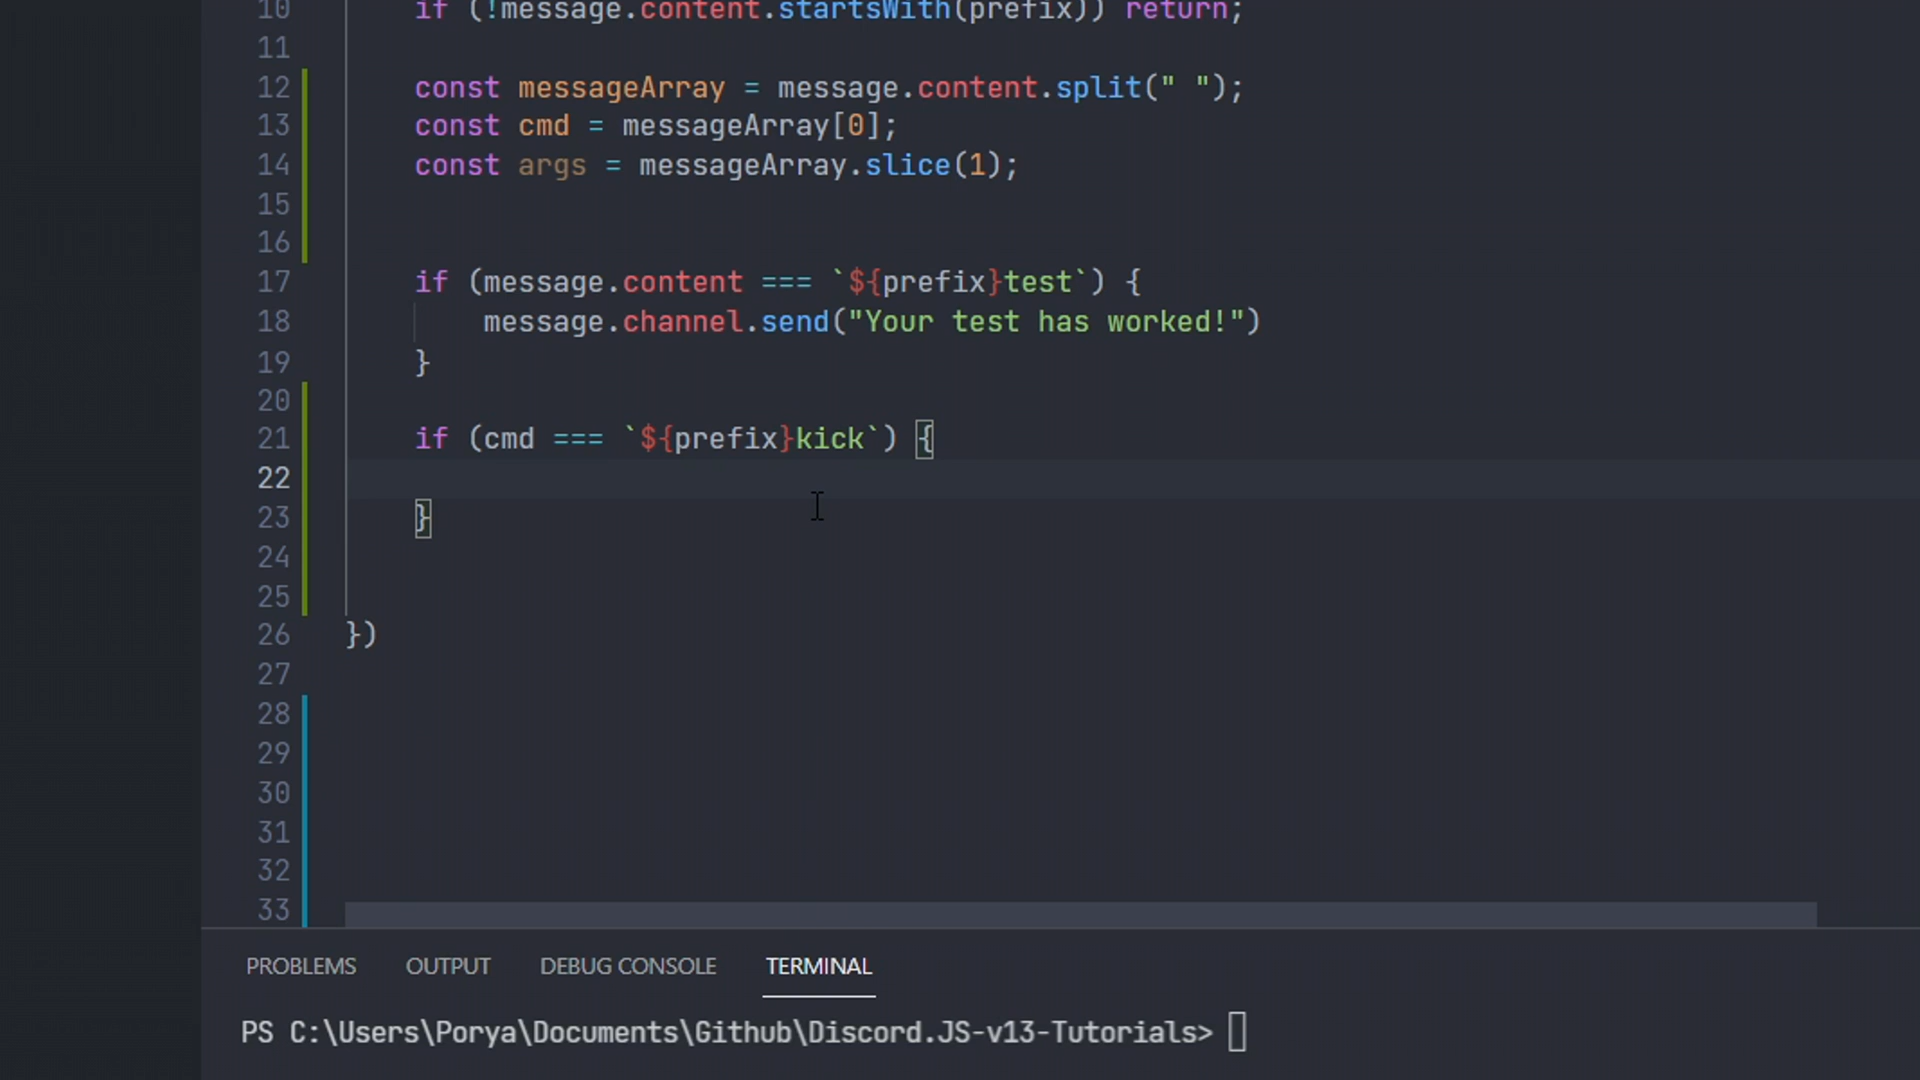 10 if (!message.content.startsWith(prefix)) return;
11
12 const messageArray = message.content.split(" ");
13 const cmd = messageArray[0];
14 const args = messageArray.slice(1);
15
16
17 if (message.content === `${prefix}test`) {
18 message.channel.send("Your test has worked!")
19 }
20
21 if (cmd === `${prefix}kick`) {
22
23 }
24
25
26 })
27
28
29
30
31
32
33
PROBLEMS OUTPUT DEBUG CONSOLE TERMINAL
PS C:\Users\Porya\Documents\Github\Discord.JS-v13-Tutorials>